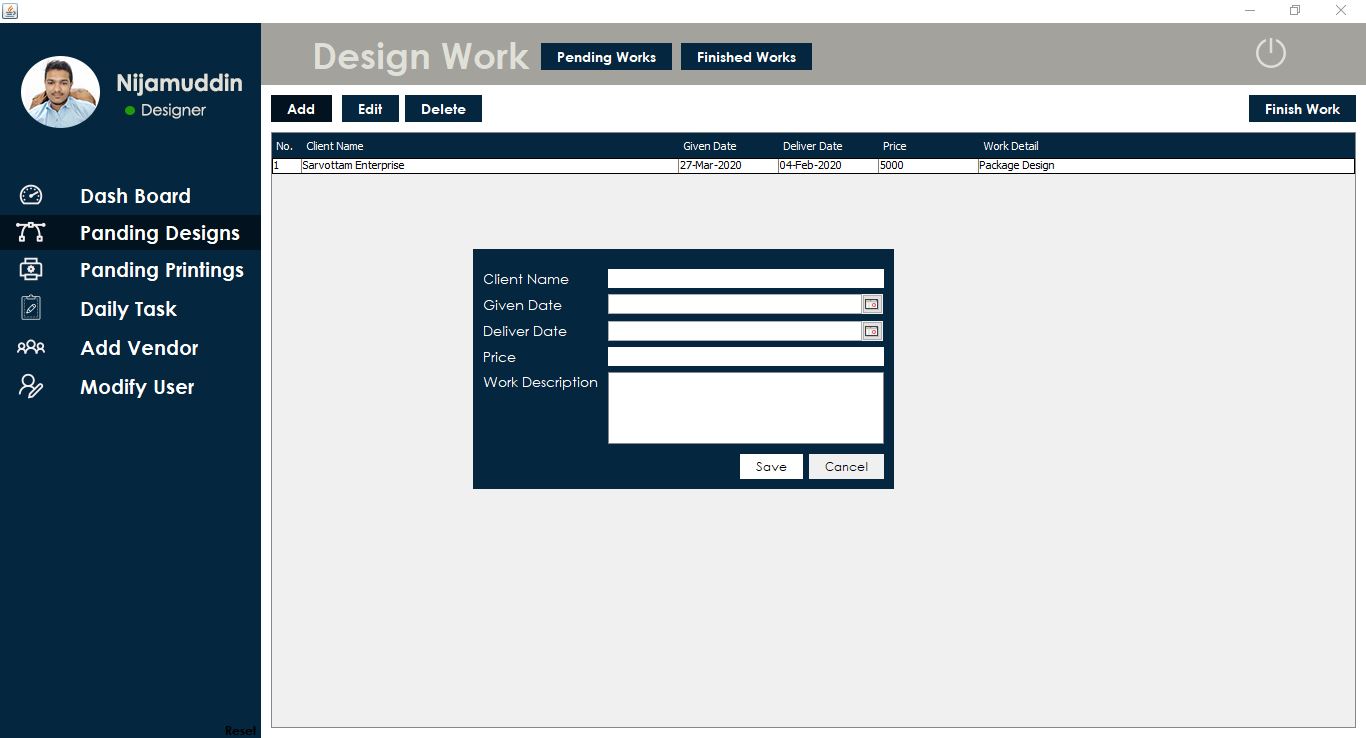 Nijamuddin
Designer
Dash Board
Panding Designs
Panding Printings
Daily Task
Add Vendor
Modify User
Reset
Design Work Pending Works Finished Works
Add Edit Delete Finish Work
No. Client Name Given Date Deliver Date Price Work Detail
1 Sarvottam Enterprise 27-Mar-2020 04-Feb-2020 5000 Package Design
Client Name
Given Date
Deliver Date
Price
Work Description
Save Cancel